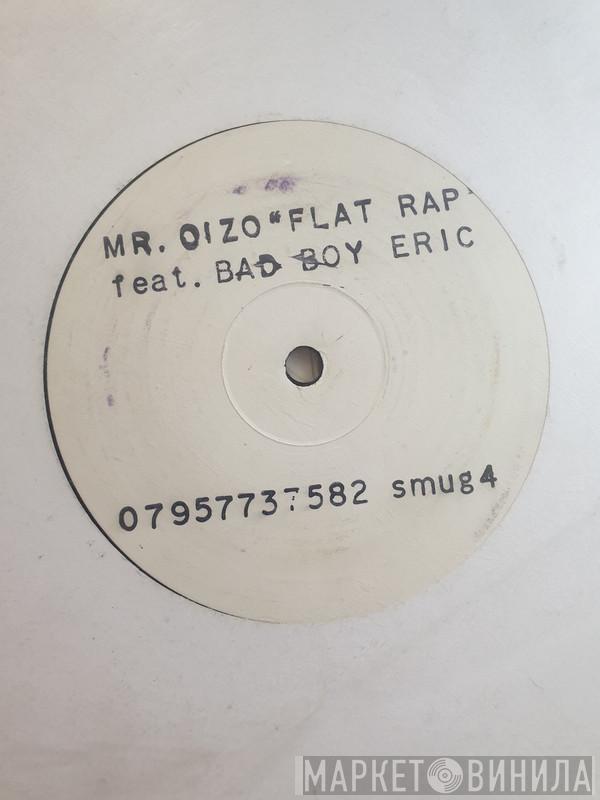 MR. OIZO "FLAT RAP
feat. BAD BOY ERIC
07957737582 smug4
МАРКЕТ ВИНИЛА